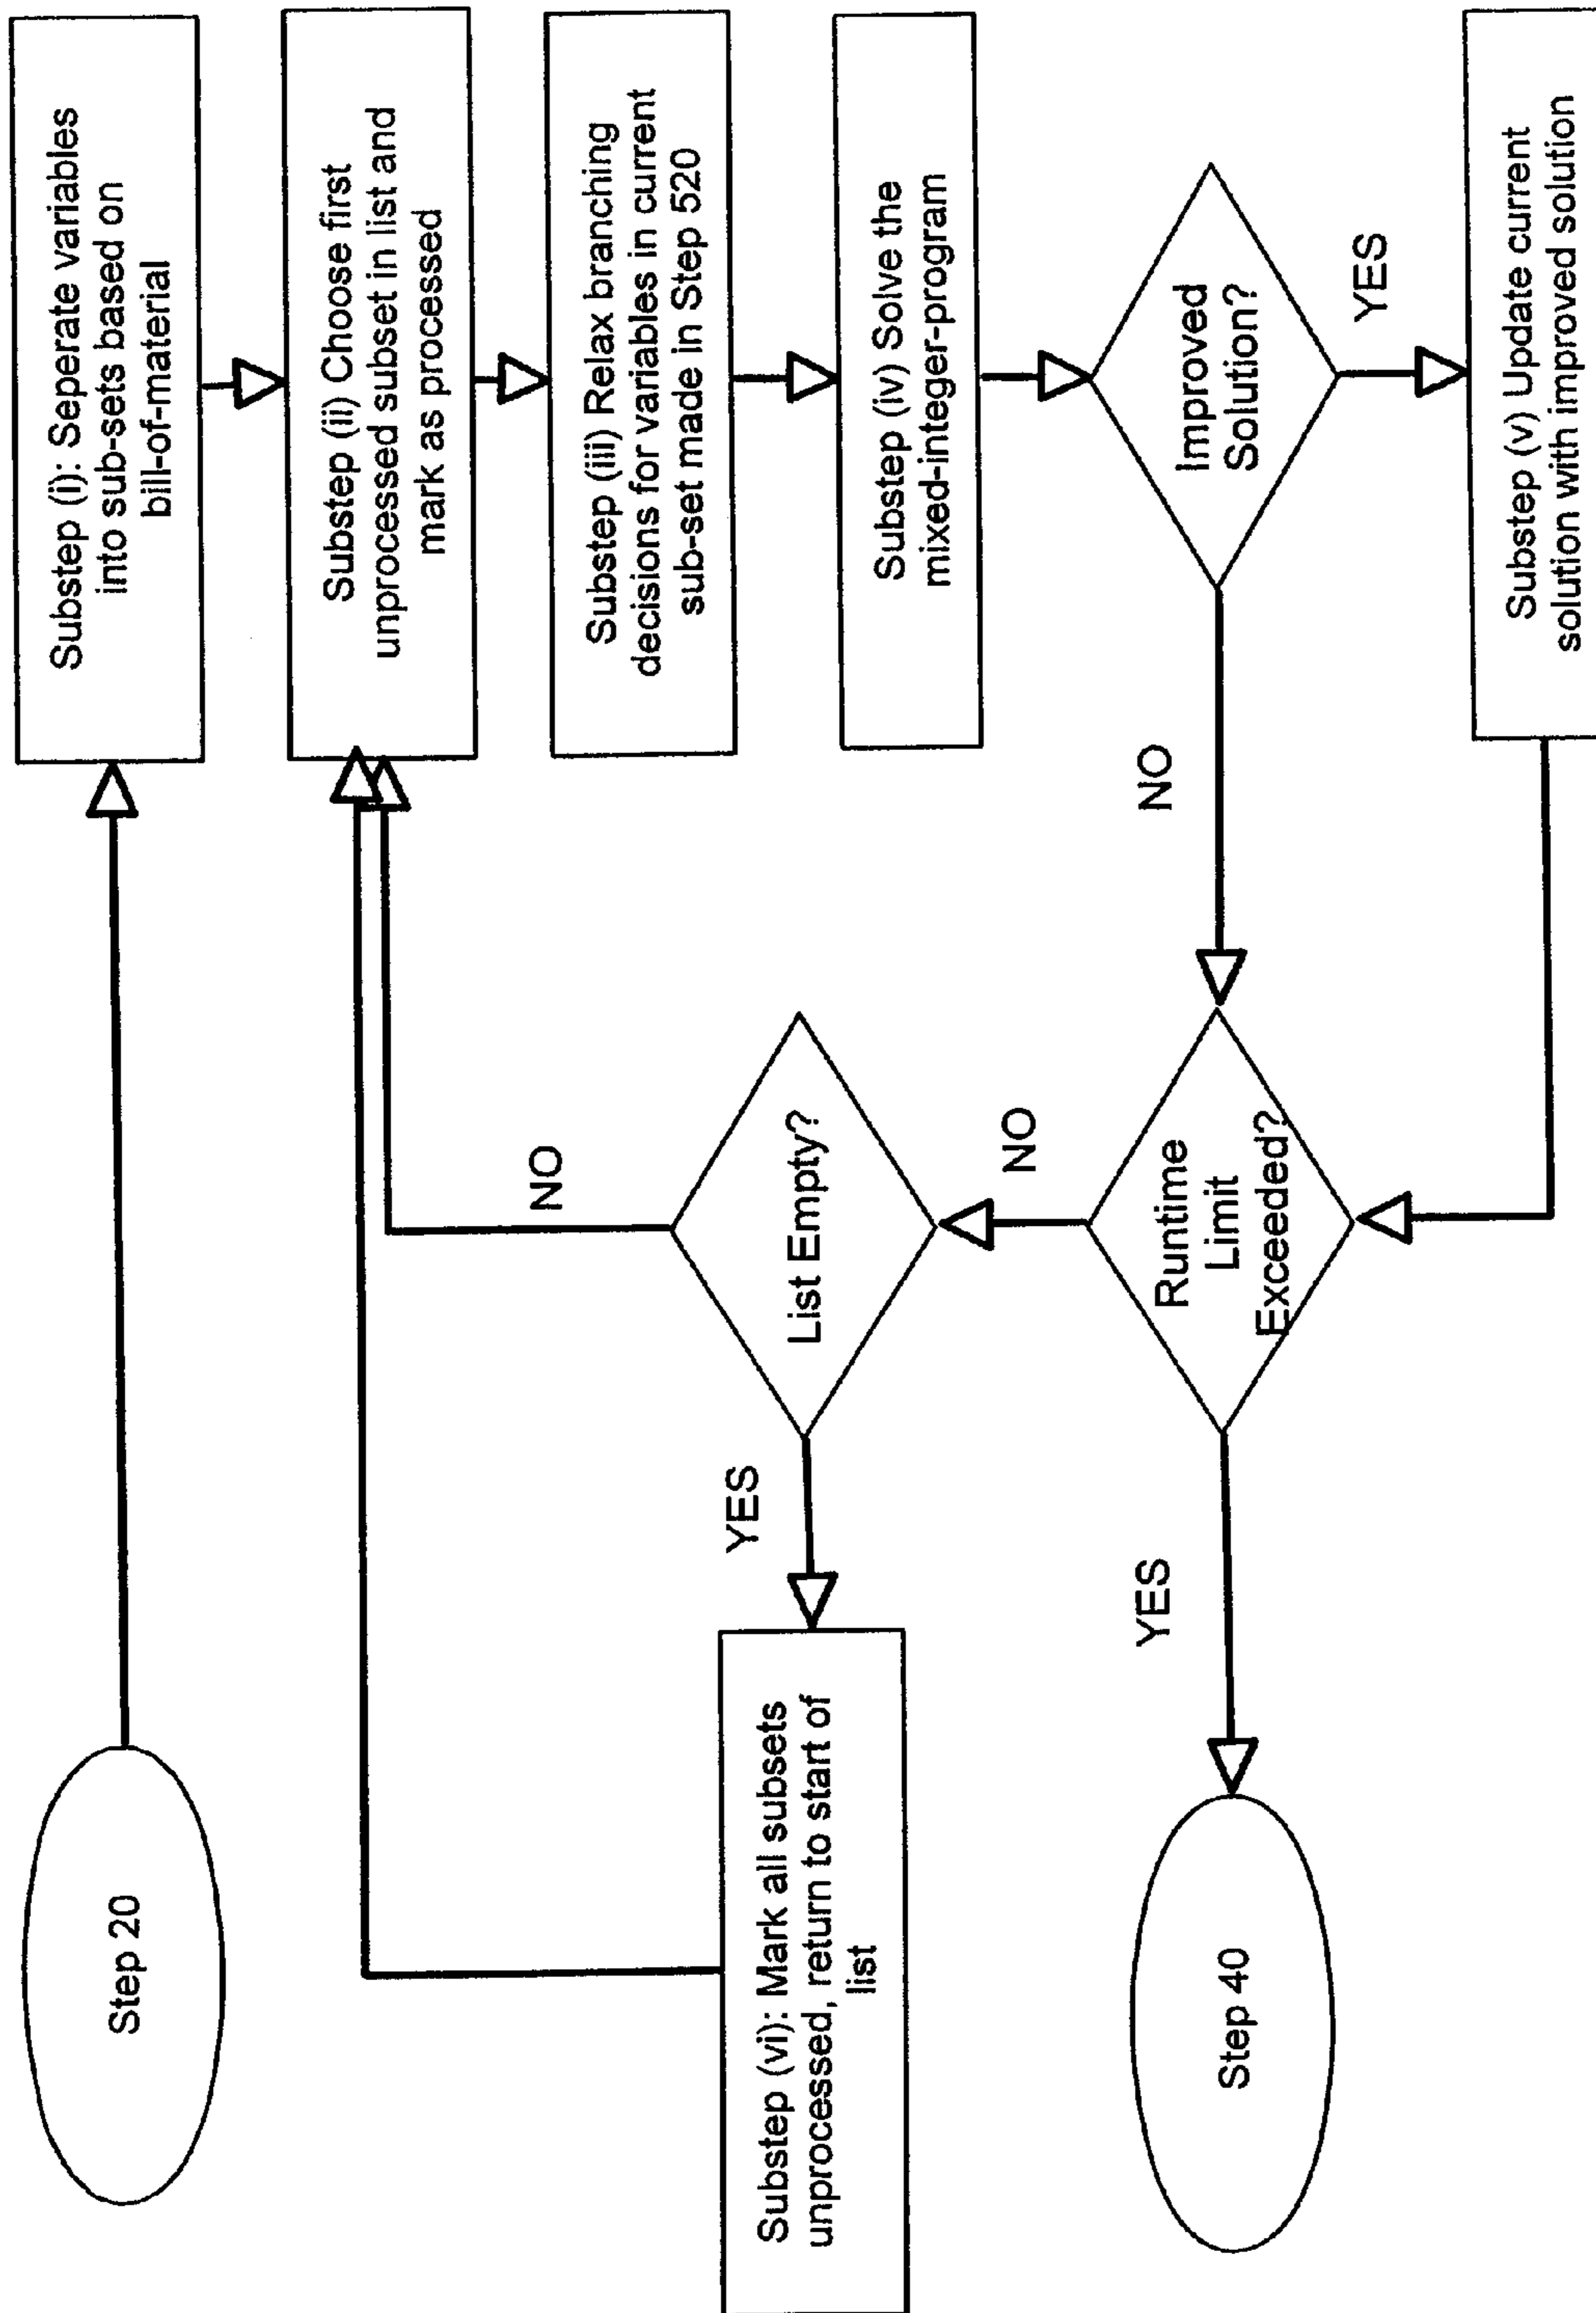 Step 20
Substep (i): Seperate variables
into sub-sets based on
bill-of-material
Substep (ii) Choose first
unprocessed subset in list and
mark as processed
Substep (iii) Relax branching
decisions for variables in current
sub-set made in Step 520
Substep (iv) Solve the
mixed-integer-program
Improved
Solution?
YES
NO
Substep (v) Update current
solution with improved solution
Runtime
Limit
Exceeded?
NO
YES
List Empty?
NO
YES
Substep (vi): Mark all subsets
unprocessed, return to start of
list
Step 40